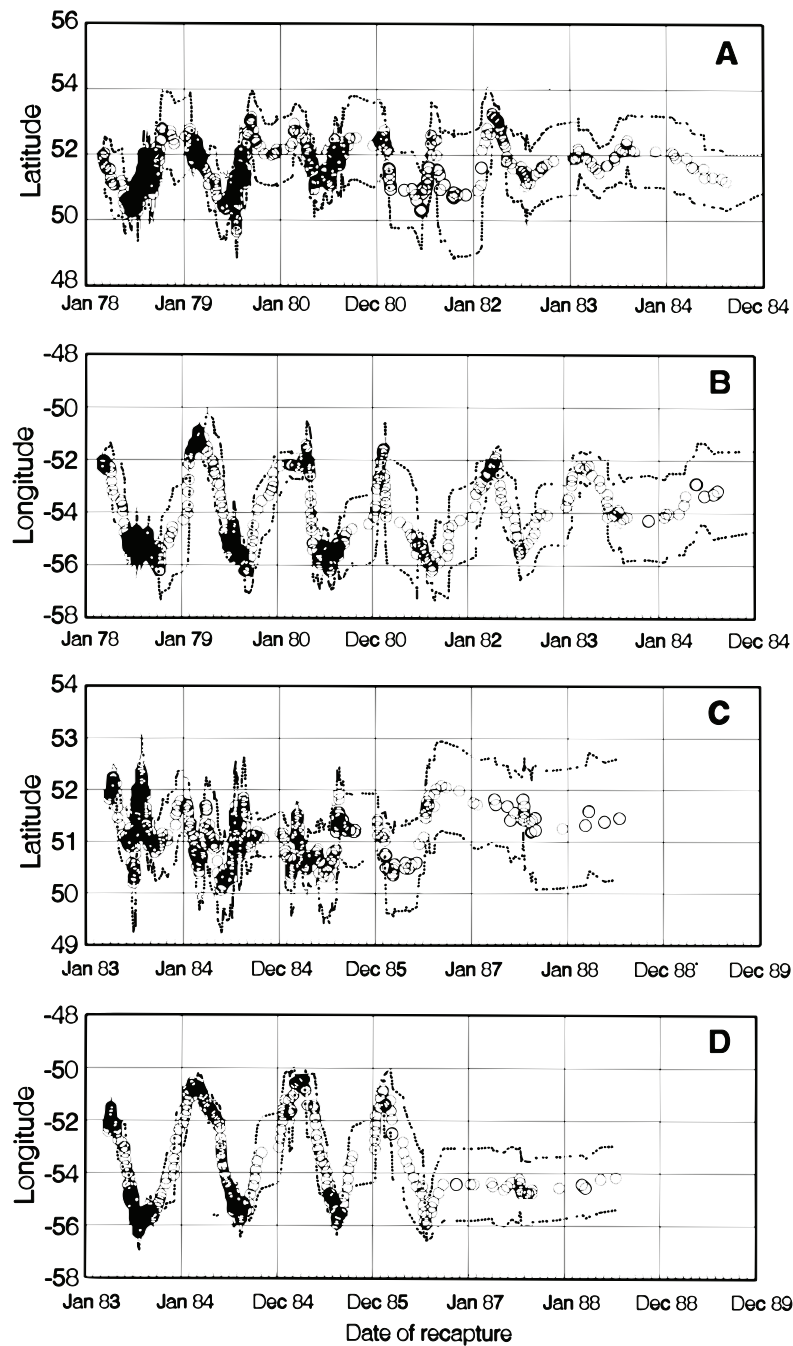 A
Latitude
56
54
52
50
48
Jan 78 Jan 79 Jan 80 Dec 80 Jan 82 Jan 83 Jan 84 Dec 84
B
Longitude
-48
-50
-52
-54
-56
-58
Jan 78 Jan 79 Jan 80 Dec 80 Jan 82 Jan 83 Jan 84 Dec 84
C
Latitude
54
53
52
51
50
49
Jan 83 Jan 84 Dec 84 Dec 85 Jan 87 Jan 88 Dec 88 Dec 89
D
Longitude
-48
-50
-52
-54
-56
-58
Jan 83 Jan 84 Dec 84 Dec 85 Jan 87 Jan 88 Dec 88 Dec 89
Date of recapture